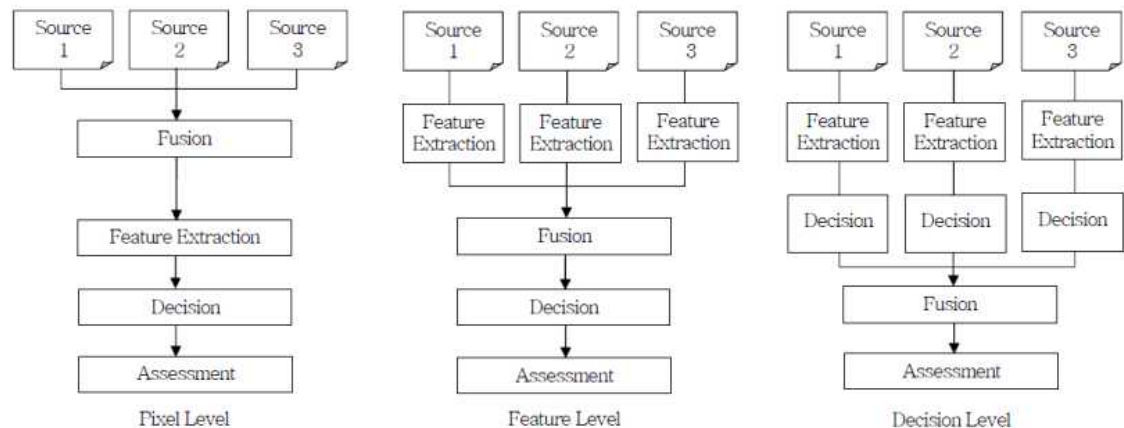 Source
1
Source
2
Source
3
Fusion
Feature Extraction
Decision
Assessment
Pixel Level
Source
1
Source
2
Source
3
Feature
Extraction
Feature
Extraction
Feature
Extraction
Fusion
Decision
Assessment
Feature Level
Source
1
Source
2
Source
3
Feature
Extraction
Feature
Extraction
Feature
Extraction
Decision
Decision
Decision
Fusion
Assessment
Decision Level